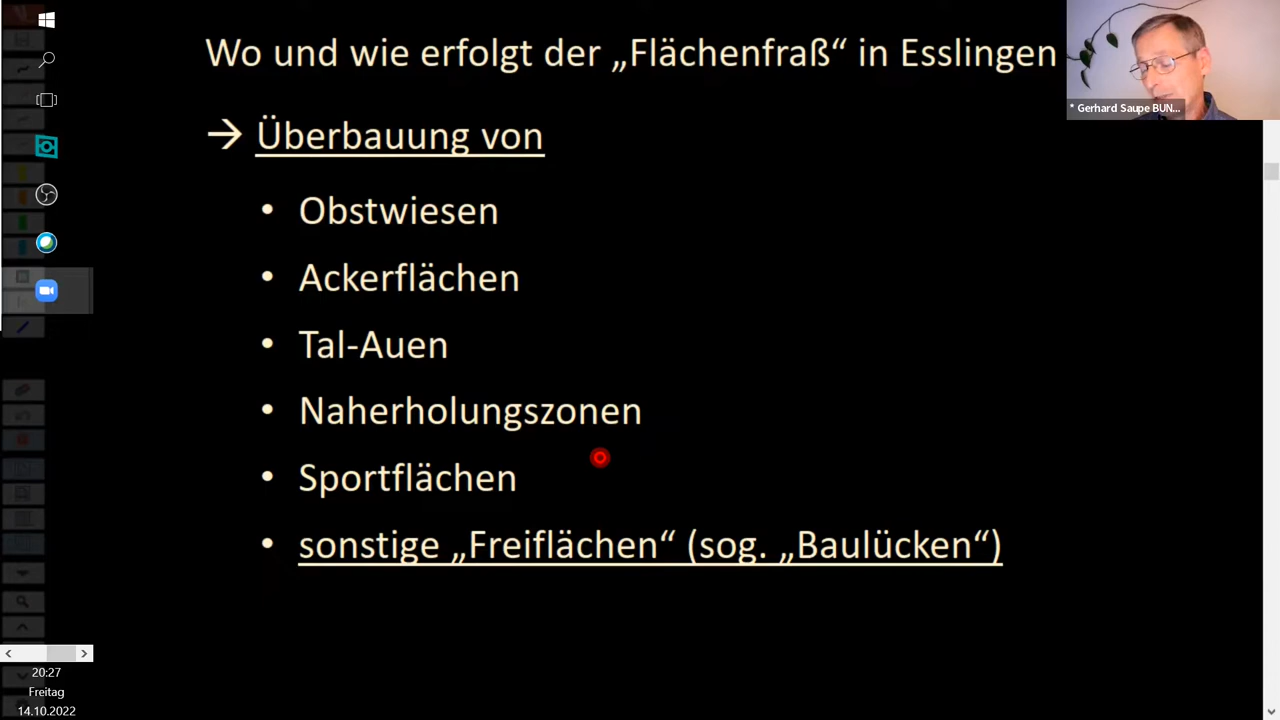 Wo und wie erfolgt der „Flächenfraß“ in Esslingen
* Gerhard Saupe BUN...
→ Überbauung von
• Obstwiesen
• Ackerflächen
• Tal-Auen
• Naherholungszonen
• Sportflächen
• sonstige „Freiflächen“ (sog. „Baulücken“)
20:27
Freitag
14.10.2022